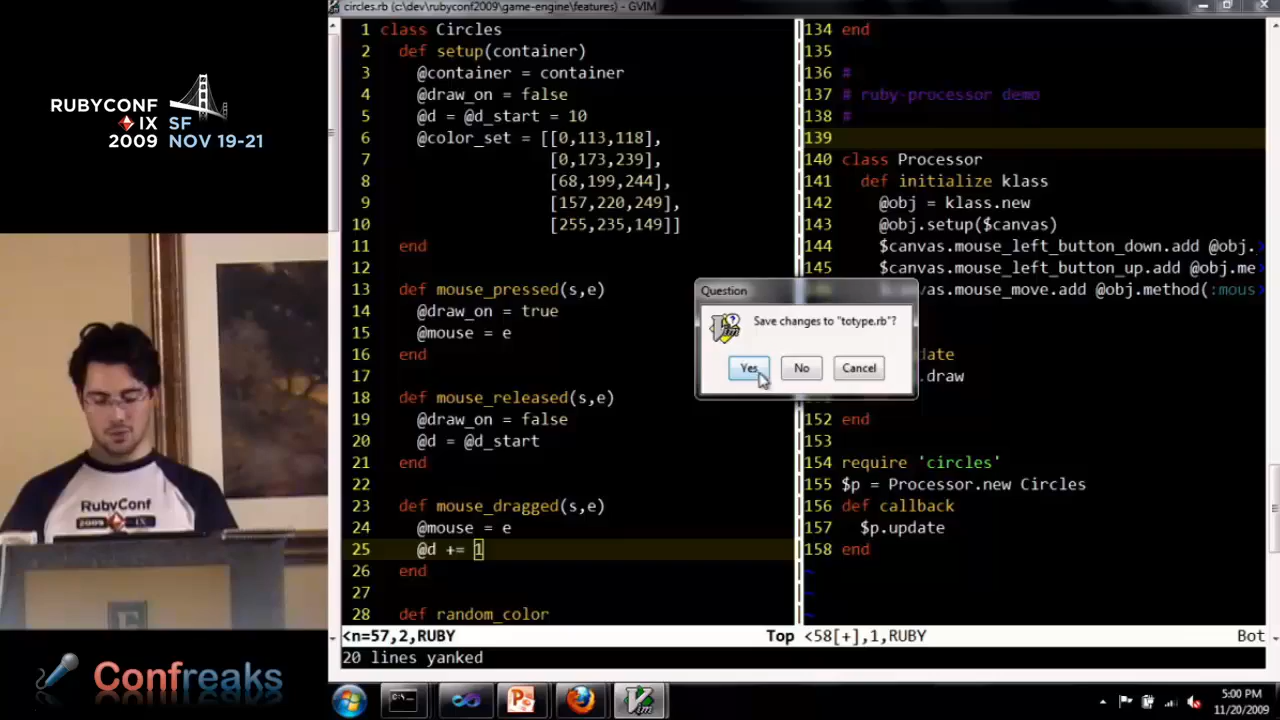 circles.rb (c:\dev\rubyconf2009\game-engine\features) - GVIM
RUBYCONF
IX SF
2009 NOV 19-21
1 class Circles
2 def setup(container)
3 @container = container
4 @draw_on = false
5 @d = @d_start = 10
6 @color_set = [[0,113,118],
7 [0,173,239],
8 [68,199,244],
9 [157,220,249],
10 [255,235,149]]
11 end
12
13 def mouse_pressed(s,e)
14 @draw_on = true
15 @mouse = e
16 end
17
18 def mouse_released(s,e)
19 @draw_on = false
20 @d = @d_start
21 end
22
23 def mouse_dragged(s,e)
24 @mouse = e
25 @d += 1
26 end
27
28 def random_color
<n=57,2,RUBY Top
20 lines yanked
134 end
135
136 #
137 # ruby-processor demo
138 #
139
140 class Processor
141 def initialize klass
142 @obj = klass.new
143 @obj.setup($canvas)
144 $canvas.mouse_left_button_down.add @obj.
145 $canvas.mouse_left_button_up.add @obj.me
vas.mouse_move.add @obj.method(:mous
date
.draw
152 end
153
154 require 'circles'
155 $p = Processor.new Circles
156 def callback
157 $p.update
158 end
~
~
~
<58[+],1,RUBY Bot
Question
Save changes to "totype.rb"?
Yes No Cancel
RubyConf
2009 IX
Confreaks
C:\
5:00 PM
11/20/2009